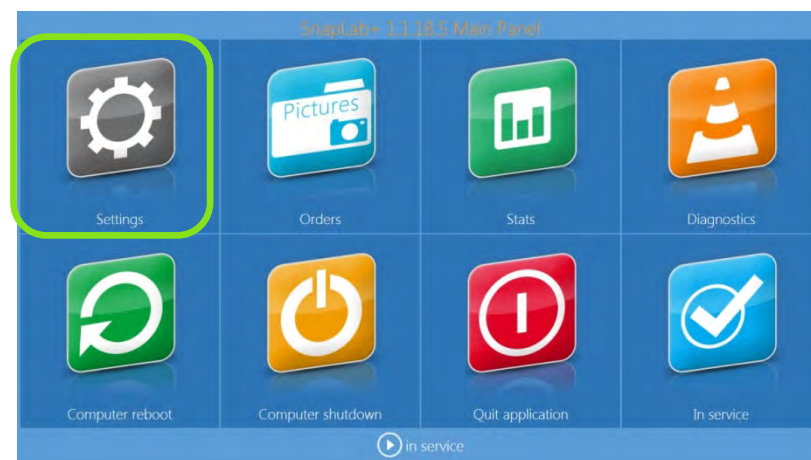 SnapLab+ 1.1.18.5 Main Panel
Pictures
Settings Orders Stats Diagnostics
Computer reboot Computer shutdown Quit application In service
in service